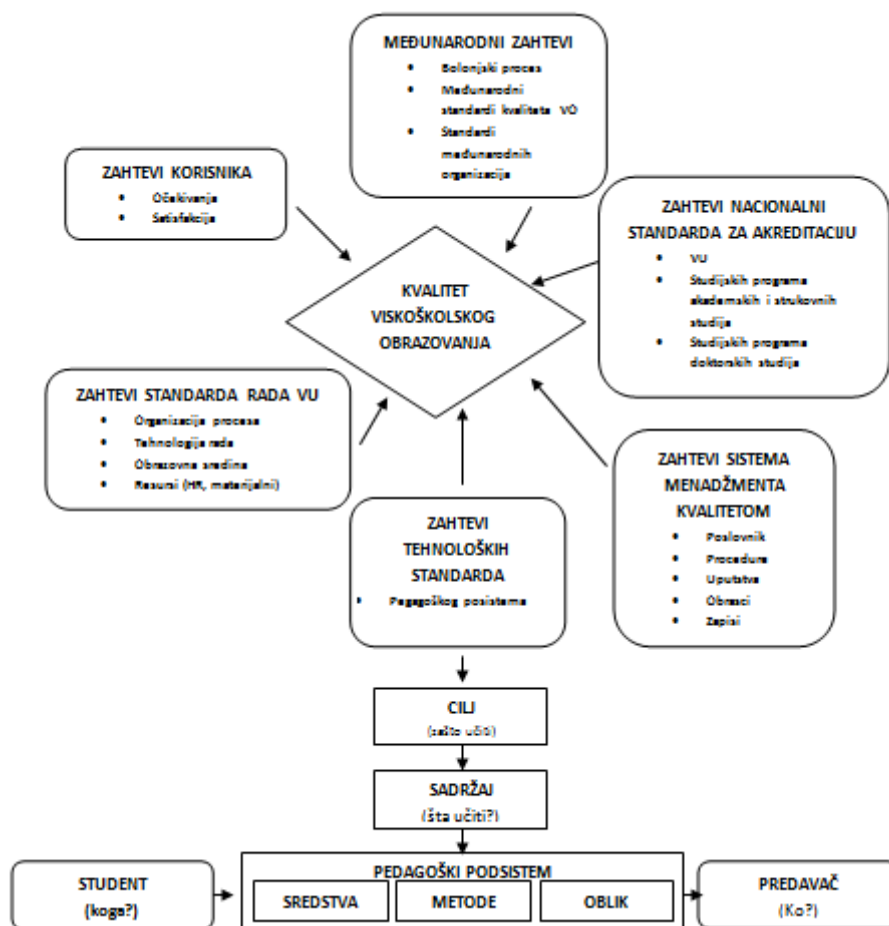 MEĐUNARODNI ZAHTEVI
• Bolonjski proces
• Međunarodni
standardi kvaliteta VO
• Standardi
međunarodnih
organizacija
ZAHTEVI KORISNIKA
• Očekivanja
• Satisfakcija
ZAHTEVI NACIONALNI
STANDARDA ZA AKREDITACIJU
• VU
• Studijskih programa
akademskih i strukovnih
studija
• Studijskih programa
doktorskih studija
KVALITET
VISKOŠKOLSKOG
OBRAZOVANJA
ZAHTEVI STANDARDA RADA VU
• Organizacija procesa
• Tehnologija rada
• Obrazovna sredina
• Resursi (HR, materijalni)
ZAHTEVI SISTEMA
MENADŽMENTA
KVALITETOM
• Poslovnik
• Procedure
• Uputstva
• Obrasci
• Zapisi
ZAHTEVI
TEHNOLOŠKIH
STANDARDA
• Pegagoškog posistema
CILJ
(zašto učiti)
SADRŽAJ
(šta učiti?)
STUDENT
(koga?)
PEDAGOŠKI PODSISTEM
SREDSTVA
METODE
OBLIK
PREDAVAČ
(Ko?)